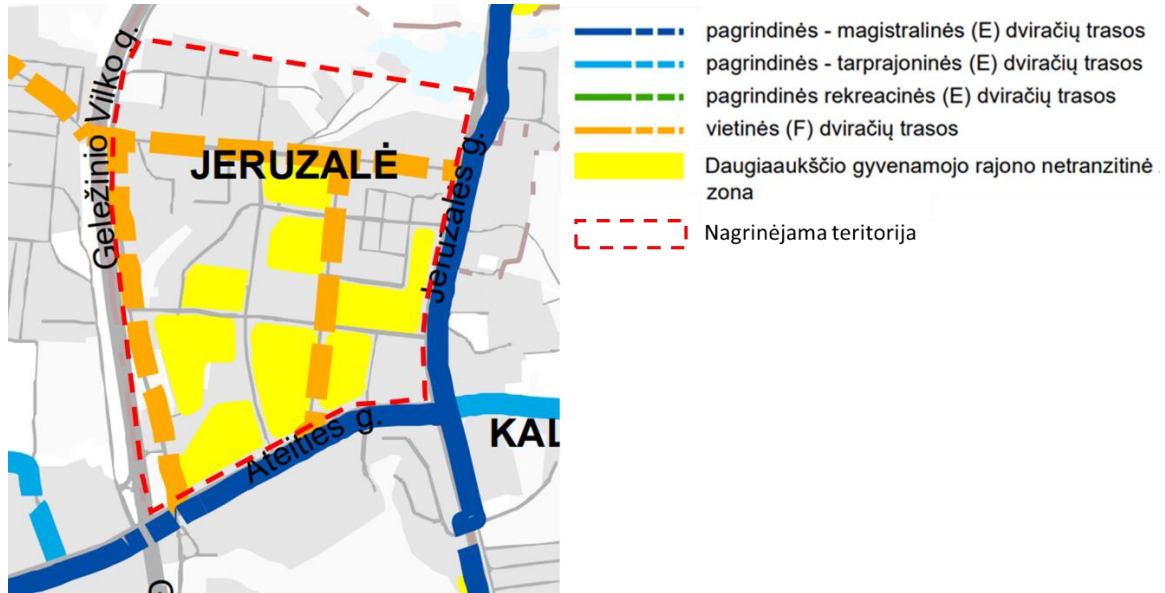 Geležinio Vilko g.
JERUZALĖ
Jeruzalės g.
Ateities g.
KAL
pagrindinės - magistralinės (E) dviračių trasos
pagrindinės - tarprajoninės (E) dviračių trasos
pagrindinės rekreacinės (E) dviračių trasos
vietinės (F) dviračių trasos
Daugiaaukščio gyvenamojo rajono netranzitinė
zona
Nagrinėjama teritorija